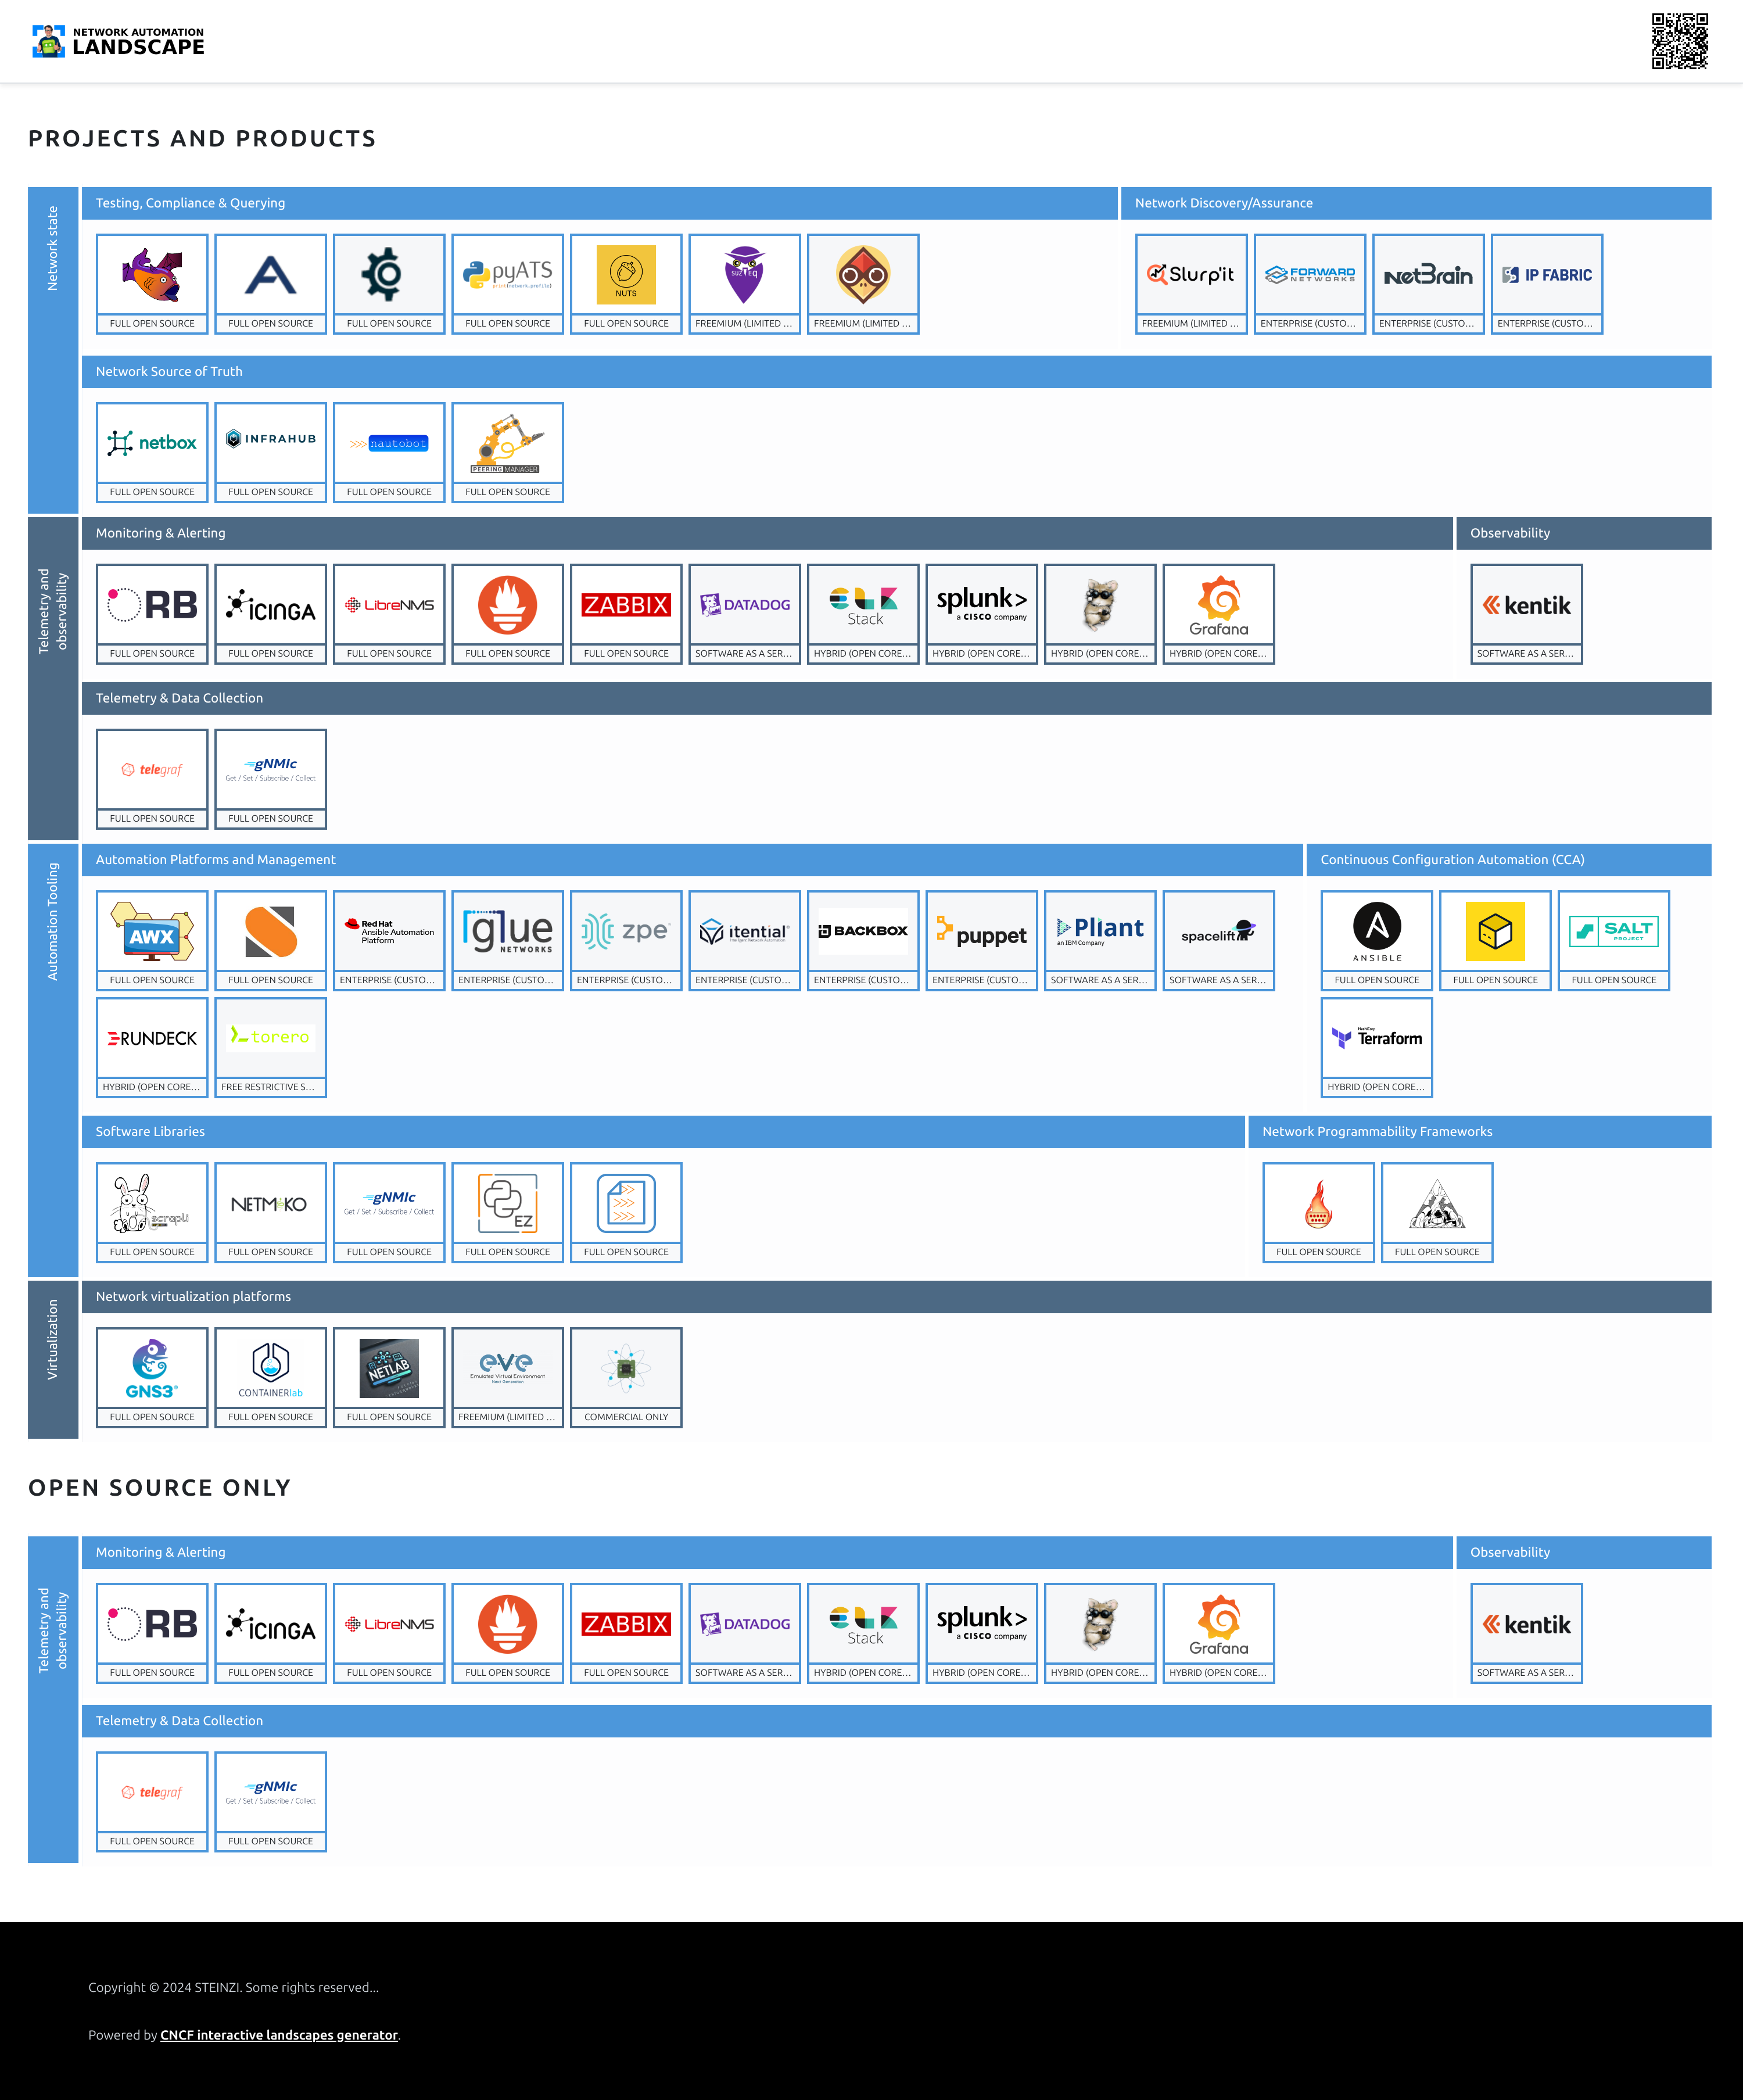 NETWORK AUTOMATION
LANDSCAPE
PROJECTS AND PRODUCTS
Network state
Testing, Compliance & Querying
FULL OPEN SOURCE
FULL OPEN SOURCE
FULL OPEN SOURCE
pyATS
FULL OPEN SOURCE
NUTS
FULL OPEN SOURCE
SUZIEQ
FREEMIUM (LIMITED ...
FREEMIUM (LIMITED ...
Network Discovery/Assurance
Slurp'it
FREEMIUM (LIMITED ...
FORWARD
NETWORKS
ENTERPRISE (CUSTO...
NetBrain
ENTERPRISE (CUSTO...
IP FABRIC
ENTERPRISE (CUSTO...
Network Source of Truth
netbox
FULL OPEN SOURCE
INFRAHUB
FULL OPEN SOURCE
>>>nautobot
FULL OPEN SOURCE
PEERING MANAGER
FULL OPEN SOURCE
Telemetry and
observability
Monitoring & Alerting
ORB
FULL OPEN SOURCE
ICINGA
FULL OPEN SOURCE
LibreNMS
FULL OPEN SOURCE
FULL OPEN SOURCE
ZABBIX
FULL OPEN SOURCE
DATADOG
SOFTWARE AS A SER...
ELK
Stack
HYBRID (OPEN CORE...
splunk>
a CISCO company
HYBRID (OPEN CORE...
HYBRID (OPEN CORE...
Grafana
HYBRID (OPEN CORE...
Observability
kentik
SOFTWARE AS A SER...
Telemetry & Data Collection
telegraf
FULL OPEN SOURCE
gNMIc
Get / Set / Subscribe / Collect
FULL OPEN SOURCE
Automation Tooling
Automation Platforms and Management
AWX
FULL OPEN SOURCE
FULL OPEN SOURCE
Red Hat
Ansible Automation
Platform
ENTERPRISE (CUSTO...
glue
NETWORKS
ENTERPRISE (CUSTO...
zpe
ENTERPRISE (CUSTO...
itential
Intelligent Network Automation
ENTERPRISE (CUSTO...
BACKBOX
ENTERPRISE (CUSTO...
puppet
ENTERPRISE (CUSTO...
Pliant
an IBM Company
SOFTWARE AS A SER...
spacelift
SOFTWARE AS A SER...
RUNDECK
HYBRID (OPEN CORE...
torero
FREE RESTRICTIVE S...
Continuous Configuration Automation (CCA)
ANSIBLE
FULL OPEN SOURCE
FULL OPEN SOURCE
SALT
PROJECT
FULL OPEN SOURCE
HashiCorp
Terraform
HYBRID (OPEN CORE...
Software Libraries
scrapli
FULL OPEN SOURCE
NETMIKO
FULL OPEN SOURCE
gNMIc
Get / Set / Subscribe / Collect
FULL OPEN SOURCE
EZ
FULL OPEN SOURCE
FULL OPEN SOURCE
Network Programmability Frameworks
FULL OPEN SOURCE
FULL OPEN SOURCE
Virtualization
Network virtualization platforms
GNS3
FULL OPEN SOURCE
CONTAINERlab
FULL OPEN SOURCE
NETLAB
FULL OPEN SOURCE
eve
Emulated Virtual Environment
Next Generation
FREEMIUM (LIMITED ...
COMMERCIAL ONLY
OPEN SOURCE ONLY
Telemetry and
observability
Monitoring & Alerting
ORB
FULL OPEN SOURCE
ICINGA
FULL OPEN SOURCE
LibreNMS
FULL OPEN SOURCE
FULL OPEN SOURCE
ZABBIX
FULL OPEN SOURCE
DATADOG
SOFTWARE AS A SER...
ELK
Stack
HYBRID (OPEN CORE...
splunk>
a CISCO company
HYBRID (OPEN CORE...
HYBRID (OPEN CORE...
Grafana
HYBRID (OPEN CORE...
Observability
kentik
SOFTWARE AS A SER...
Telemetry & Data Collection
telegraf
FULL OPEN SOURCE
gNMIc
Get / Set / Subscribe / Collect
FULL OPEN SOURCE
Copyright © 2024 STEINZI. Some rights reserved...
Powered by CNCF interactive landscapes generator.